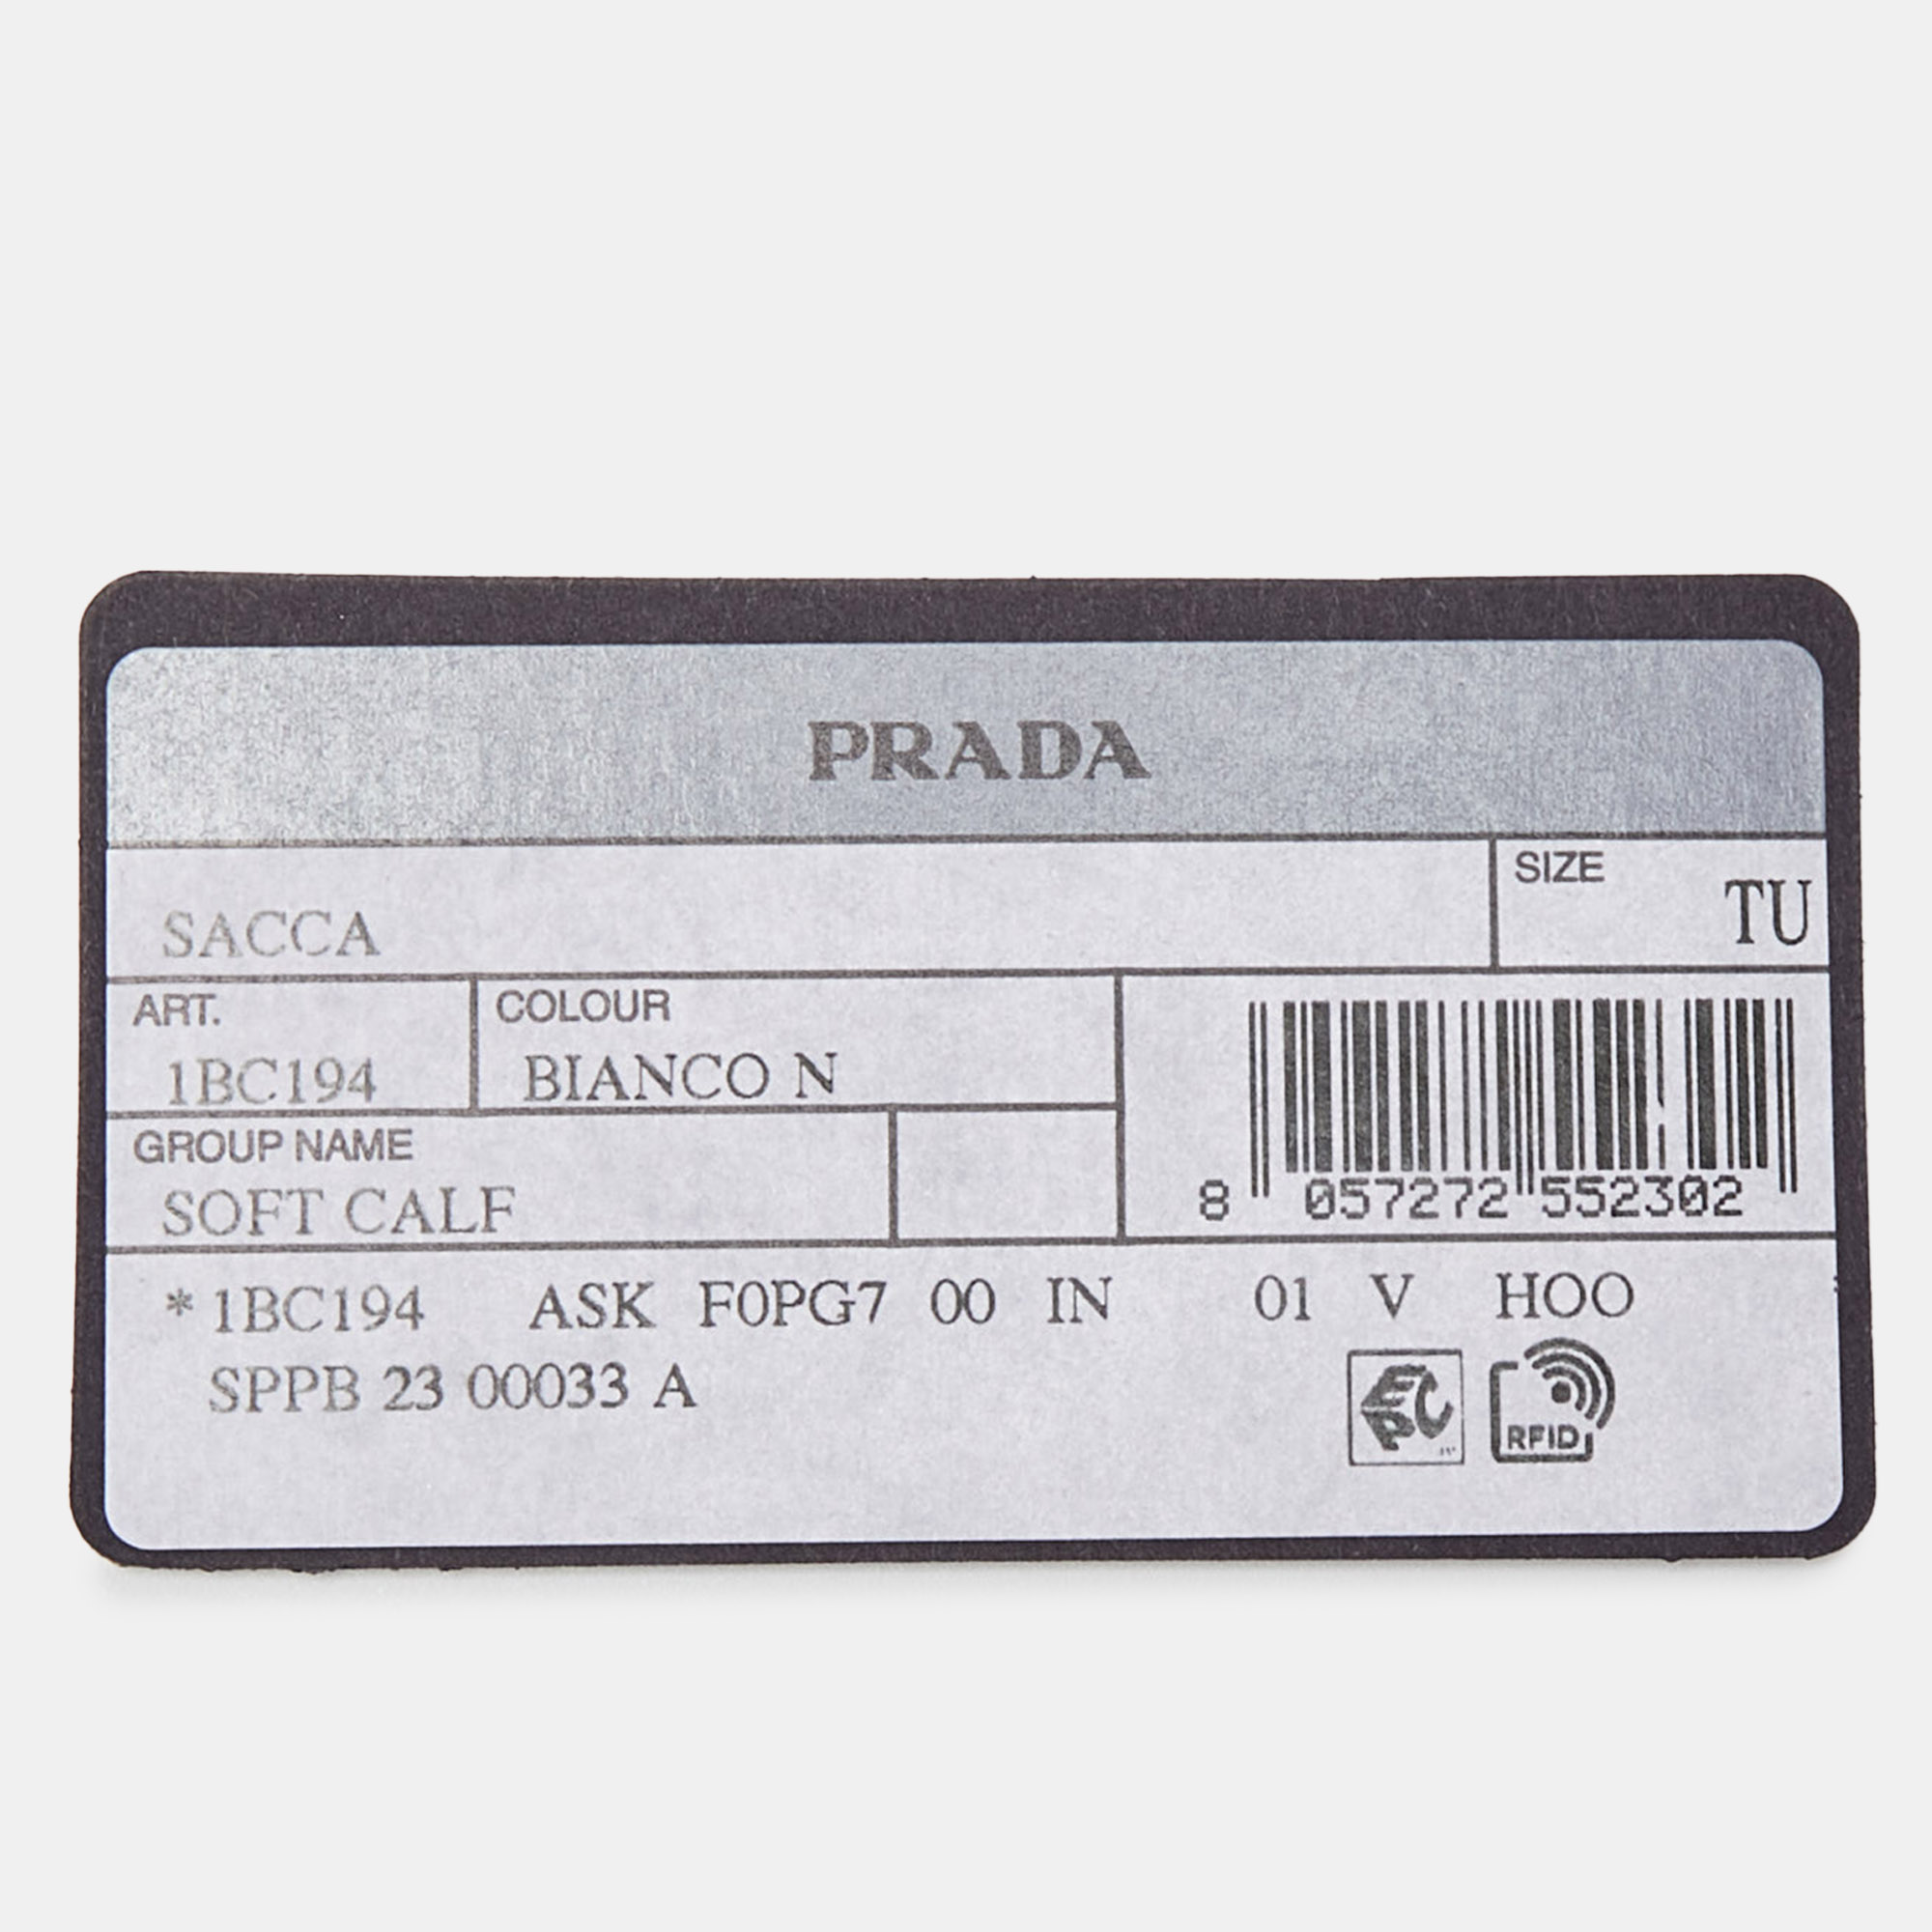 PRADA
SIZE
SACCA TU
ART. COLOUR
1BC194 BIANCO N
GROUP NAME
SOFT CALF
8 057272 552302
* 1BC194 ASK F0PG7 00 IN 01 V HOO
SPPB 23 00033 A
EPC
RFID